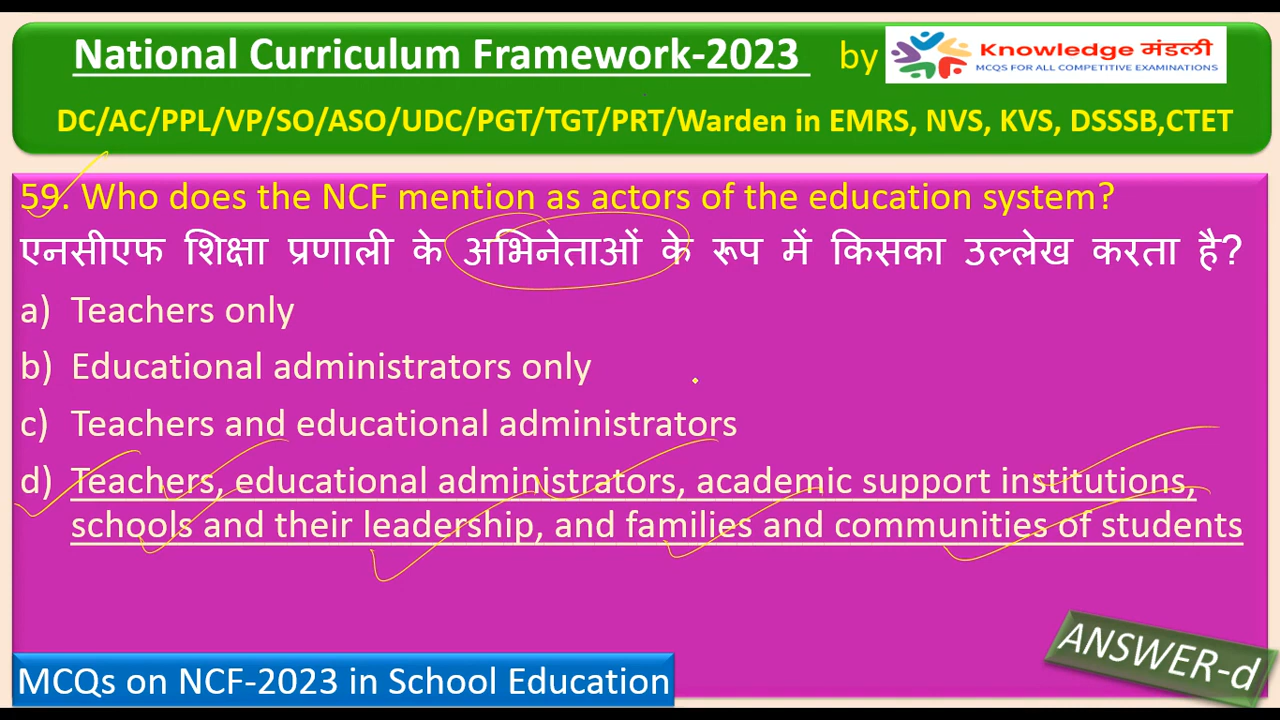 National Curriculum Framework-2023 by Knowledge मंडली
MCQS FOR ALL COMPETITIVE EXAMINATIONS
DC/AC/PPL/VP/SO/ASO/UDC/PGT/TGT/PRT/Warden in EMRS, NVS, KVS, DSSSB,CTET
59. Who does the NCF mention as actors of the education system?
एनसीएफ शिक्षा प्रणाली के अभिनेताओं के रूप में किसका उल्लेख करता है?
a) Teachers only
b) Educational administrators only
c) Teachers and educational administrators
d) Teachers, educational administrators, academic support institutions,
schools and their leadership, and families and communities of students
ANSWER-d
MCQs on NCF-2023 in School Education